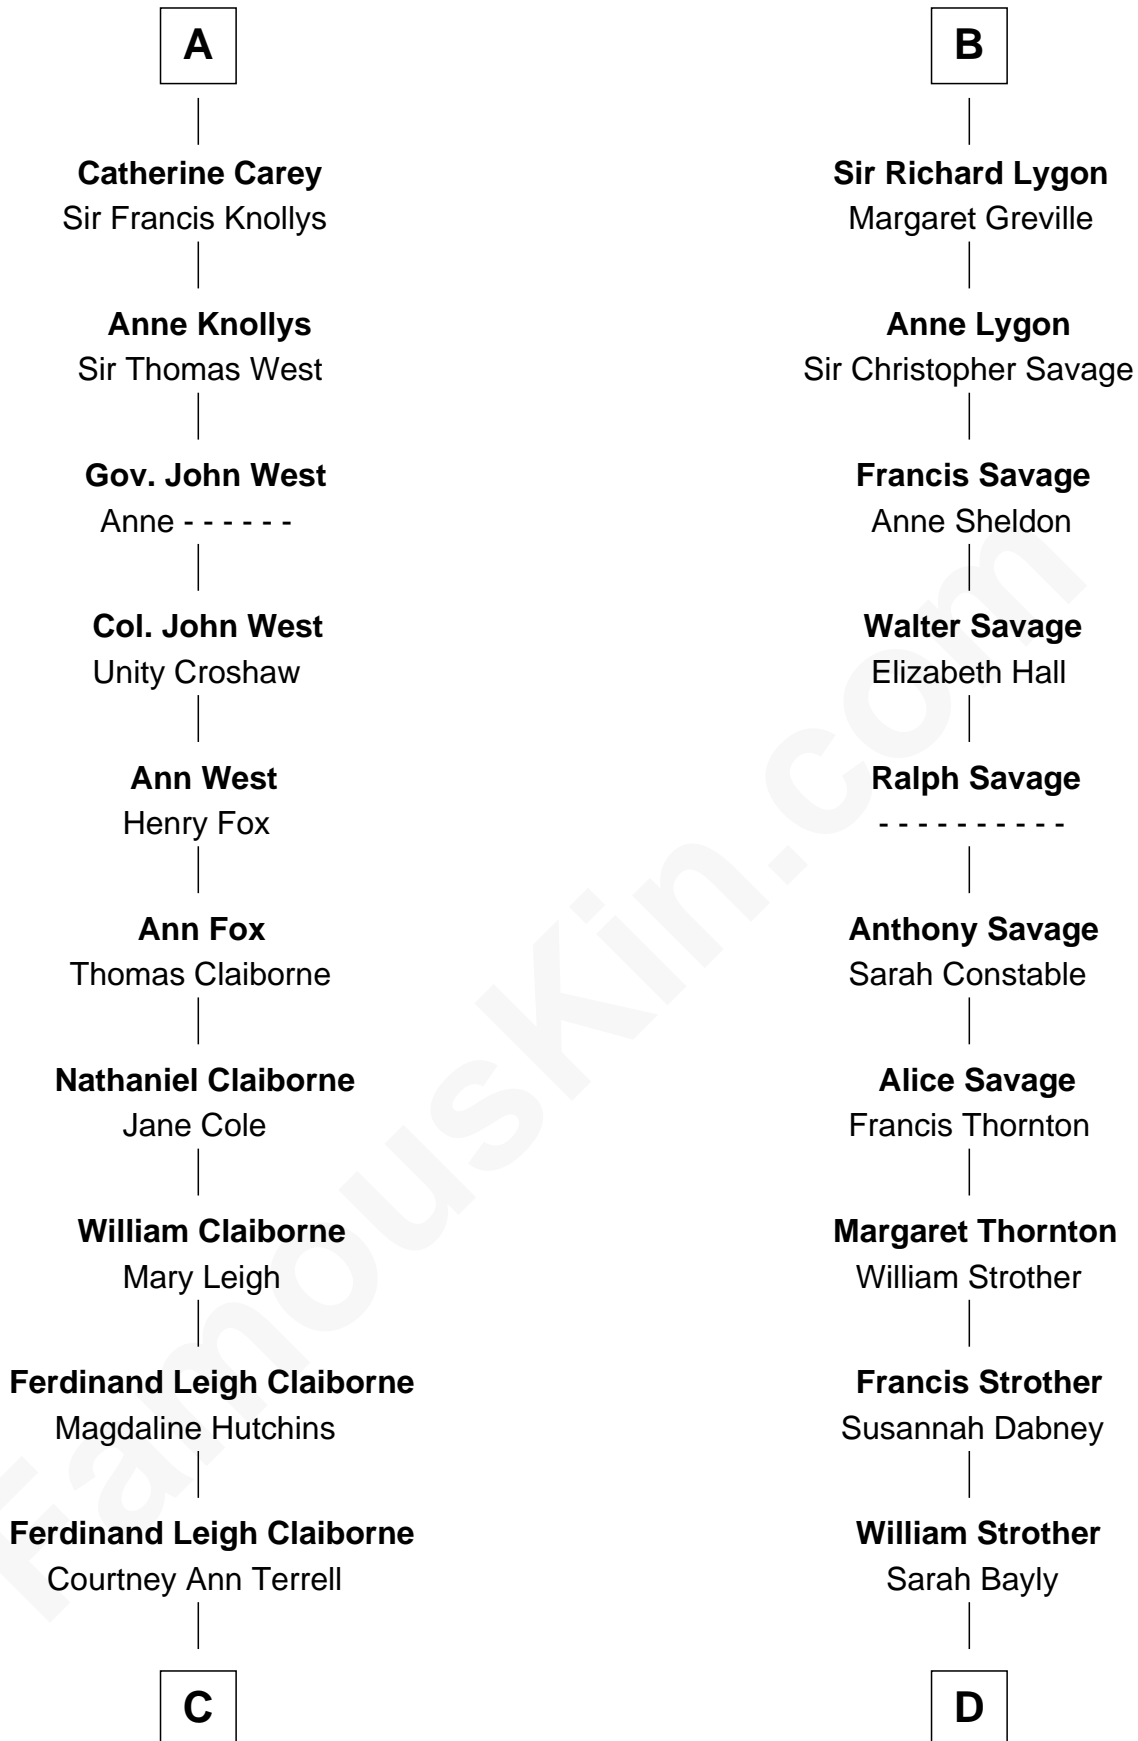 A
Catherine Carey
Sir Francis Knollys
Anne Knollys
Sir Thomas West
Gov. John West
Anne - - - - - -
Col. John West
Unity Croshaw
Ann West
Henry Fox
Ann Fox
Thomas Claiborne
Nathaniel Claiborne
Jane Cole
William Claiborne
Mary Leigh
Ferdinand Leigh Claiborne
Magdaline Hutchins
Ferdinand Leigh Claiborne
Courtney Ann Terrell
C
B
Sir Richard Lygon
Margaret Greville
Anne Lygon
Sir Christopher Savage
Francis Savage
Anne Sheldon
Walter Savage
Elizabeth Hall
Ralph Savage
- - - - - - - - - -
Anthony Savage
Sarah Constable
Alice Savage
Francis Thornton
Margaret Thornton
William Strother
Francis Strother
Susannah Dabney
William Strother
Sarah Bayly
D
FamousKin.com